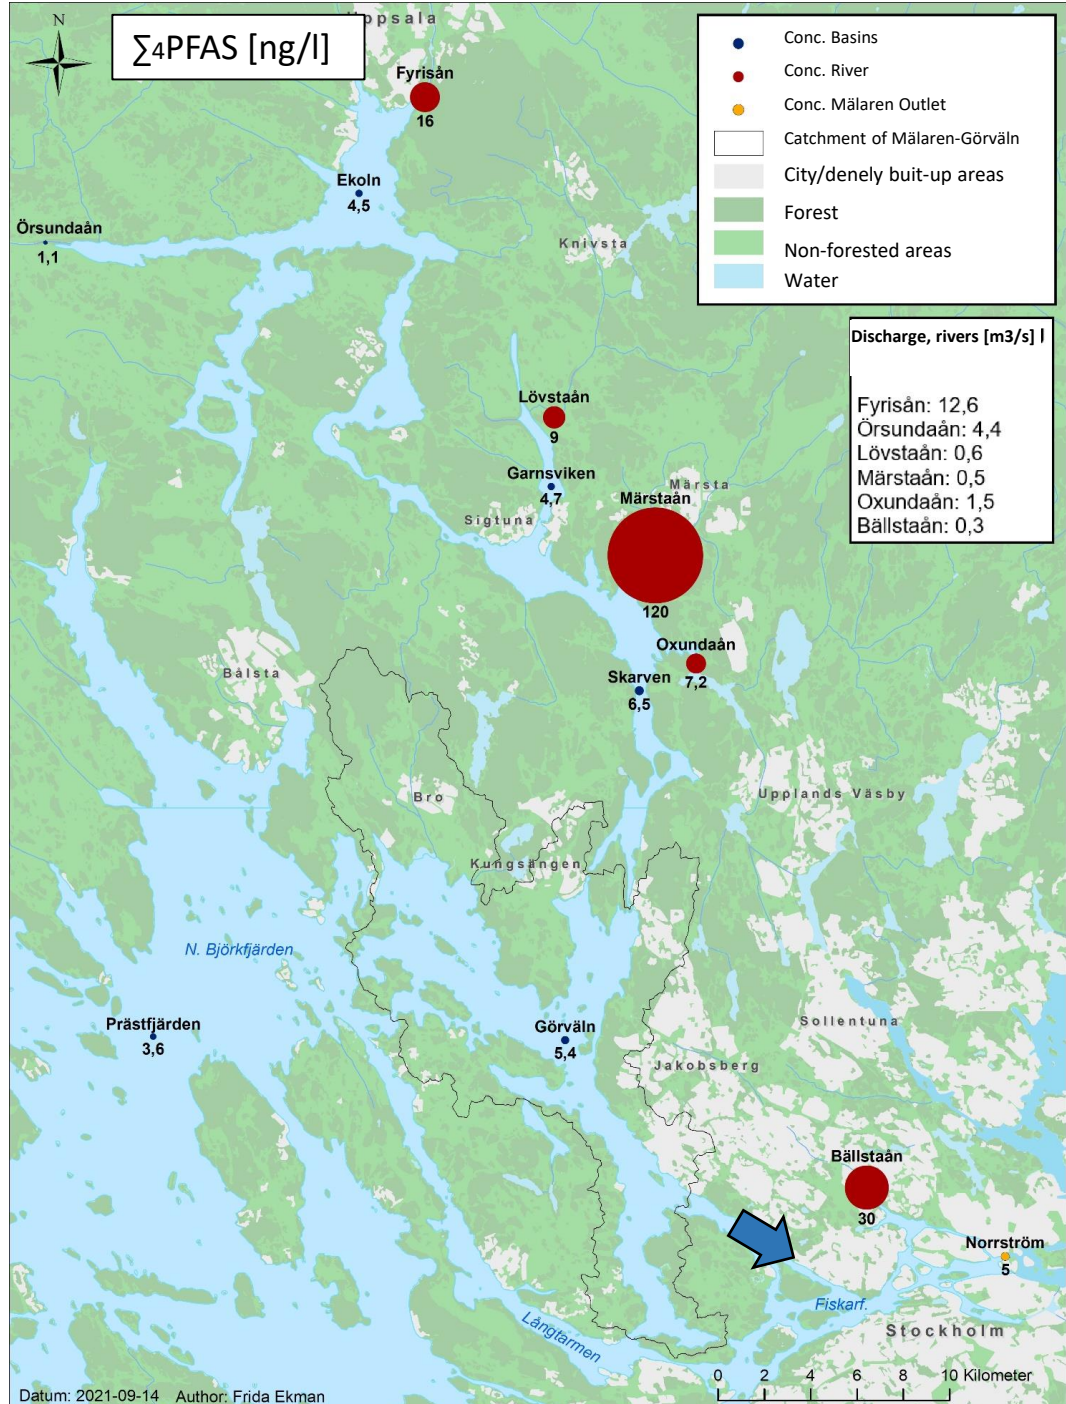 N
∑4PFAS [ng/l]
Uppsala
Conc. Basins
Conc. River
Conc. Mälaren Outlet
Catchment of Mälaren-Görväln
City/denely buit-up areas
Forest
Non-forested areas
Water
Fyrisån
16
Ekoln
4,5
Örsundaån
1,1
Knivsta
Discharge, rivers [m3/s] l
Fyrisån: 12,6
Örsundaån: 4,4
Lövstaån: 0,6
Märstaån: 0,5
Oxundaån: 1,5
Bällstaån: 0,3
Lövstaån
9
Garnsviken
4,7
Märsta
Märstaån
120
Sigtuna
Oxundaån
7,2
Skarven
6,5
Bålsta
Bro
Upplands Väsby
Kungsängen
N. Björkfjärden
Prästfjärden
3,6
Görväln
5,4
Sollentuna
Jakobsberg
Bällstaån
30
Norrström
5
Fiskarf.
Långtarmen
Stockholm
0 2 4 6 8 10 Kilometer
Datum: 2021-09-14 Author: Frida Ekman